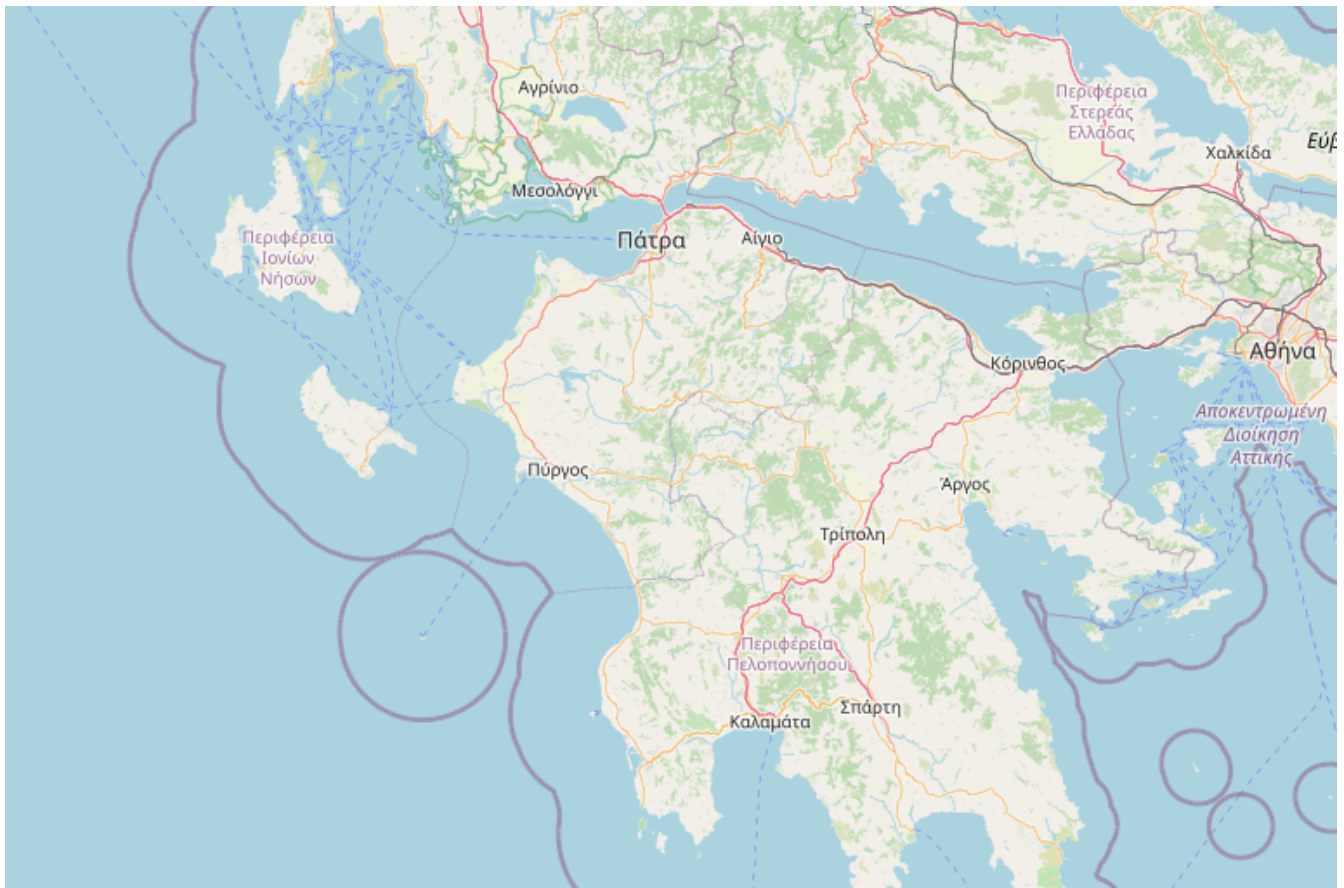 Αγρίνιο
Περιφέρεια
Στερεάς
Ελλάδας
Χαλκίδα
Εύβ
Μεσολόγγι
Περιφέρεια
Ιονίων
Νήσων
Πάτρα
Αίγιο
Κόρινθος
Αθήνα
Αποκεντρωμένη
Διοίκηση
Αττικής
Πύργος
Άργος
Τρίπολη
Περιφέρεια
Πελοποννήσου
Σπάρτη
Καλαμάτα